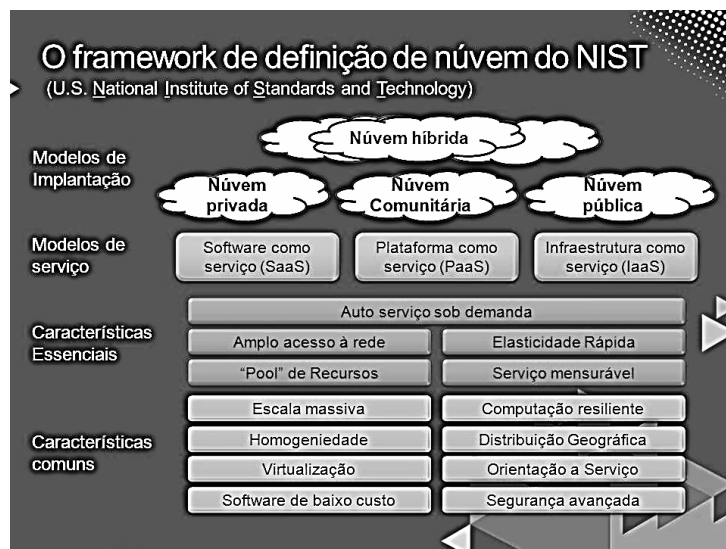 O framework de definição de núvem do NIST
(U.S. National Institute of Standards and Technology)
Núvem híbrida
Modelos de
Implantação
Núvem
privada
Núvem
Comunitária
Núvem
pública
Modelos de
serviço
Software como
serviço (SaaS)
Plataforma como
serviço (PaaS)
Infraestrutura como
serviço (IaaS)
Características
Essenciais
Auto serviço sob demanda
Amplo acesso à rede
Elasticidade Rápida
“Pool” de Recursos
Serviço mensurável
Características
comuns
Escala massiva
Computação resiliente
Homogeniedade
Distribuição Geográfica
Virtualização
Orientação a Serviço
Software de baixo custo
Segurança avançada